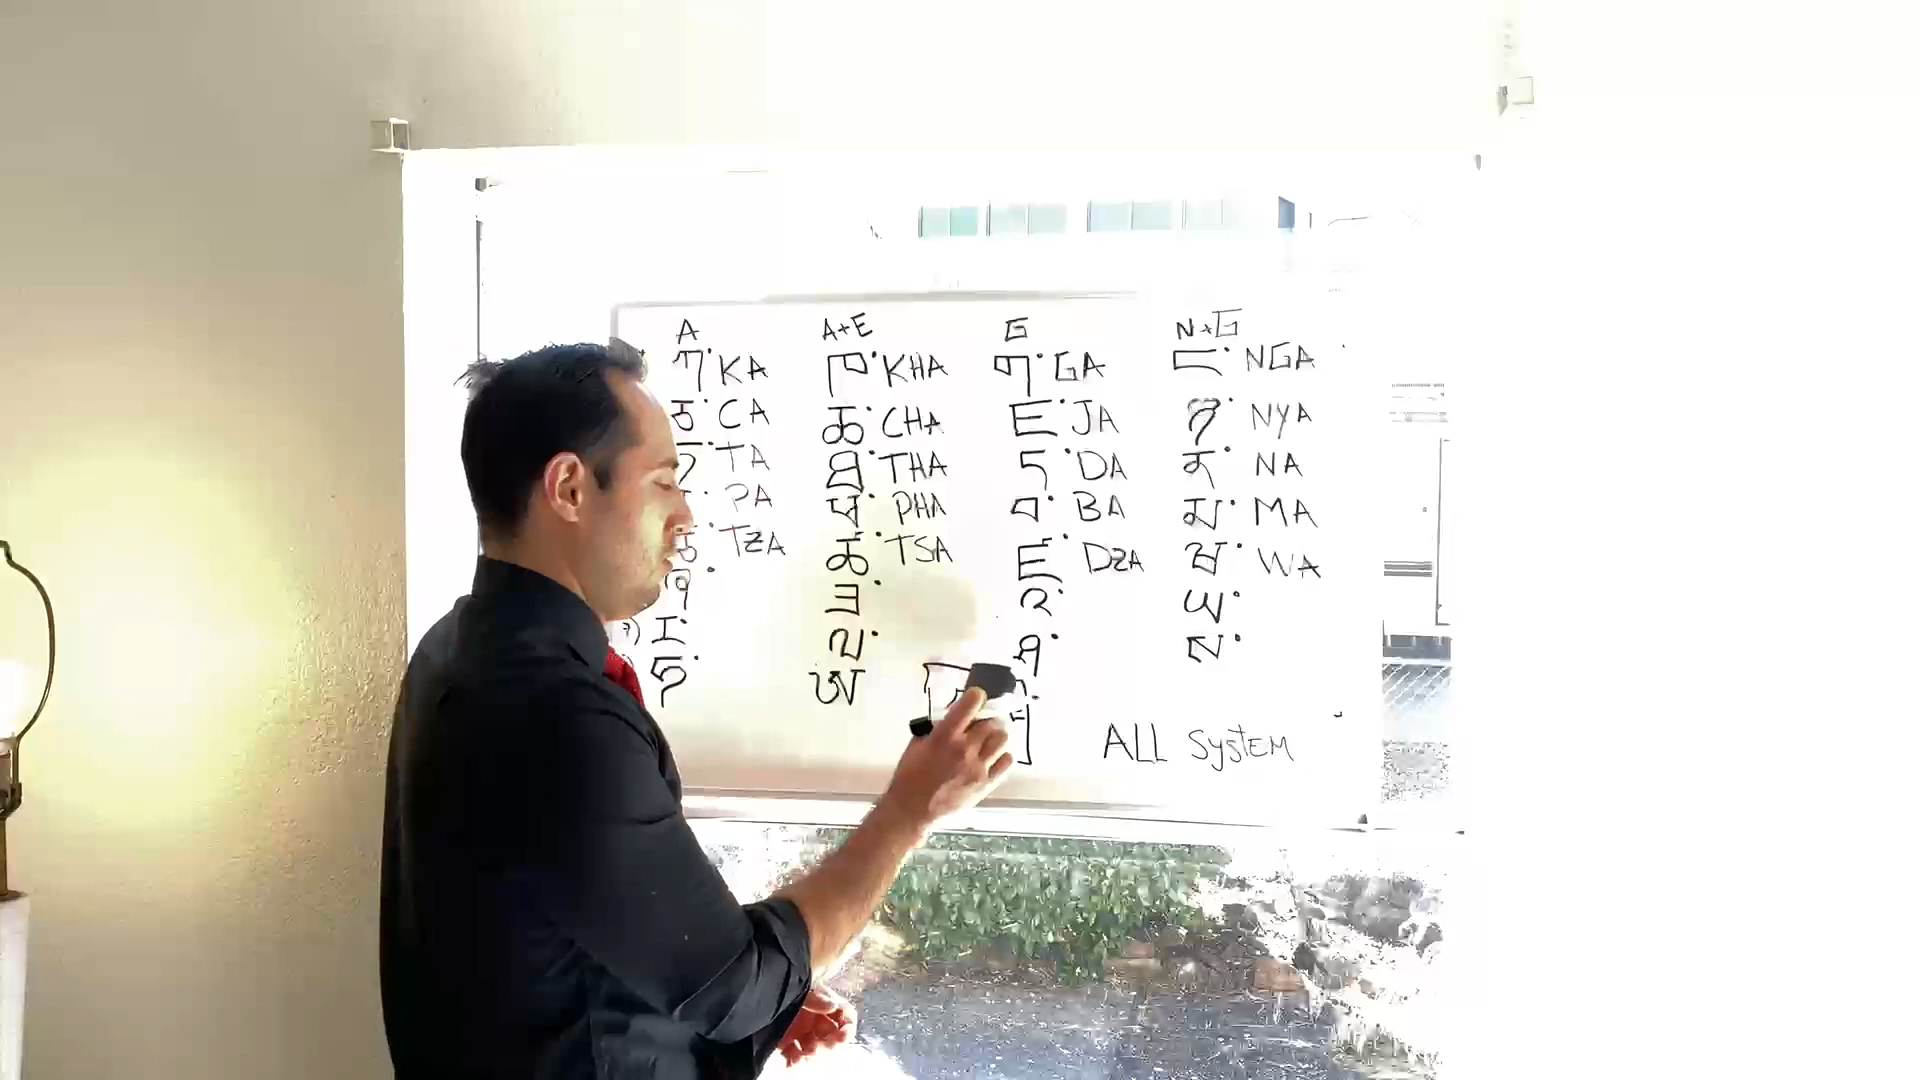 A A+E G N+G
ཀ་ KA ཁ་ KHA ག་ GA ང་ NGA
ཅ་ CA ཆ་ CHA ཇ་ JA ཉ་ NYA
ཏ་ TA ཐ་ THA ད་ DA ན་ NA
PA ཕ་ PHA བ་ BA མ་ MA
ཙ་ TZA ཚ་ TSA ཛ་ DZA ཝ་ WA
ཞ་ ཟ་ འ་ ཡ་
ར་ ལ་ ཤ་ ས་
ཧ་ ཨ
ALL SYSTEM